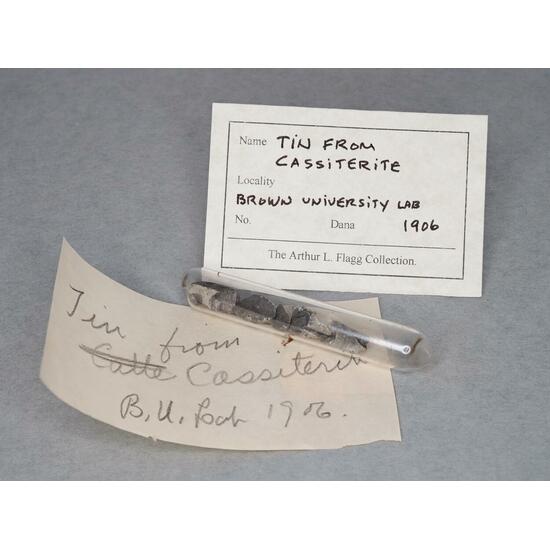 Name TIN FROM
CASSITERITE
Locality
BROWN UNIVERSITY LAB
No. Dana 1906
The Arthur L. Flagg Collection.
Tin from
Cassiterit
B.U. Lab 1906.